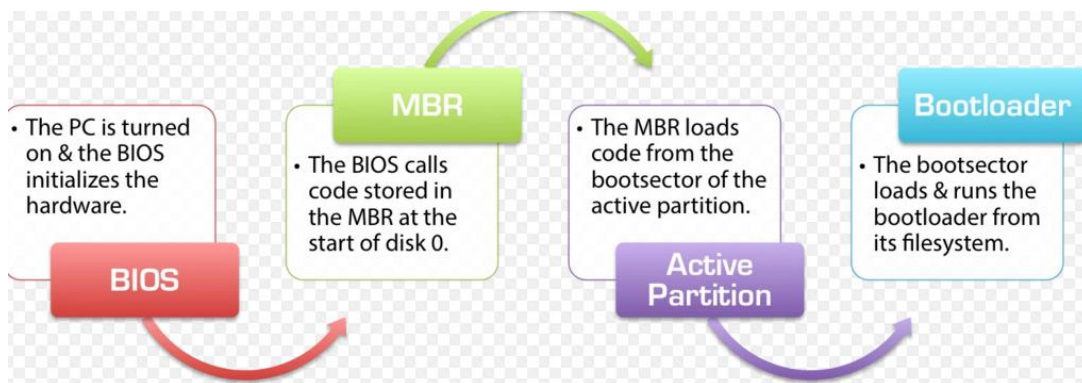 • The PC is turned
on & the BIOS
initializes the
hardware.
BIOS
MBR
• The BIOS calls
code stored in
the MBR at the
start of disk 0.
• The MBR loads
code from the
bootsector of the
active partition.
Active
Partition
Bootloader
• The bootsector
loads & runs the
bootloader from
its filesystem.